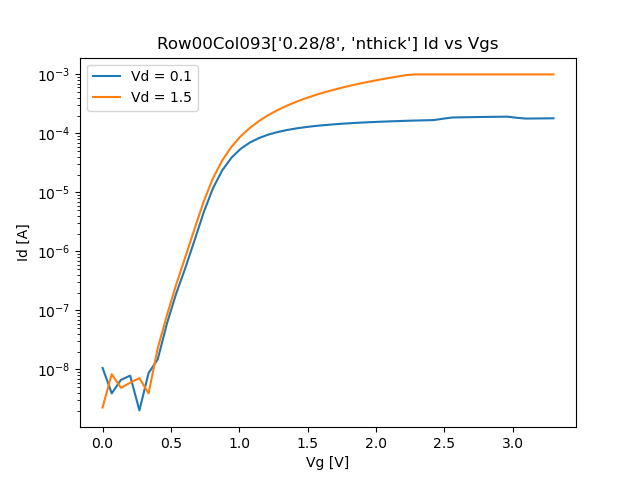 Row00Col093['0.28/8', 'nthick'] Id vs Vgs
Vd = 0.1
Vd = 1.5
Id [A]
10⁻³
10⁻⁴
10⁻⁵
10⁻⁶
10⁻⁷
10⁻⁸
0.0 0.5 1.0 1.5 2.0 2.5 3.0
Vg [V]